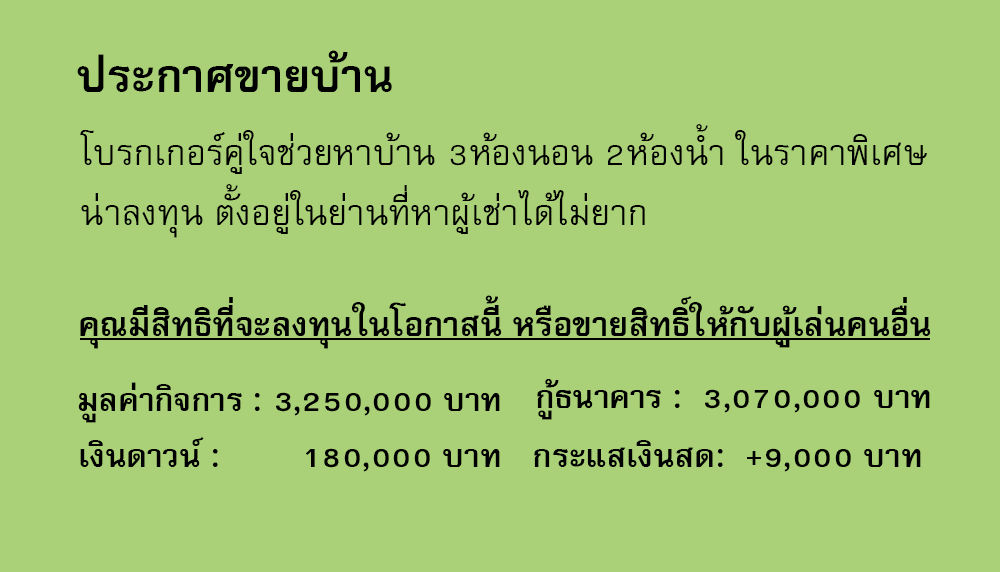 ประกาศขายบ้าน
โบรกเกอร์คู่ใจช่วยหาบ้าน 3ห้องนอน 2ห้องน้ำ ในราคาพิเศษ
น่าลงทุน ตั้งอยู่ในย่านที่หาผู้เช่าได้ไม่ยาก
คุณมีสิทธิที่จะลงทุนในโอกาสนี้ หรือขายสิทธิ์ให้กับผู้เล่นคนอื่น
มูลค่ากิจการ : 3,250,000 บาท กู้ธนาคาร : 3,070,000 บาท
เงินดาวน์ : 180,000 บาท กระแสเงินสด: +9,000 บาท